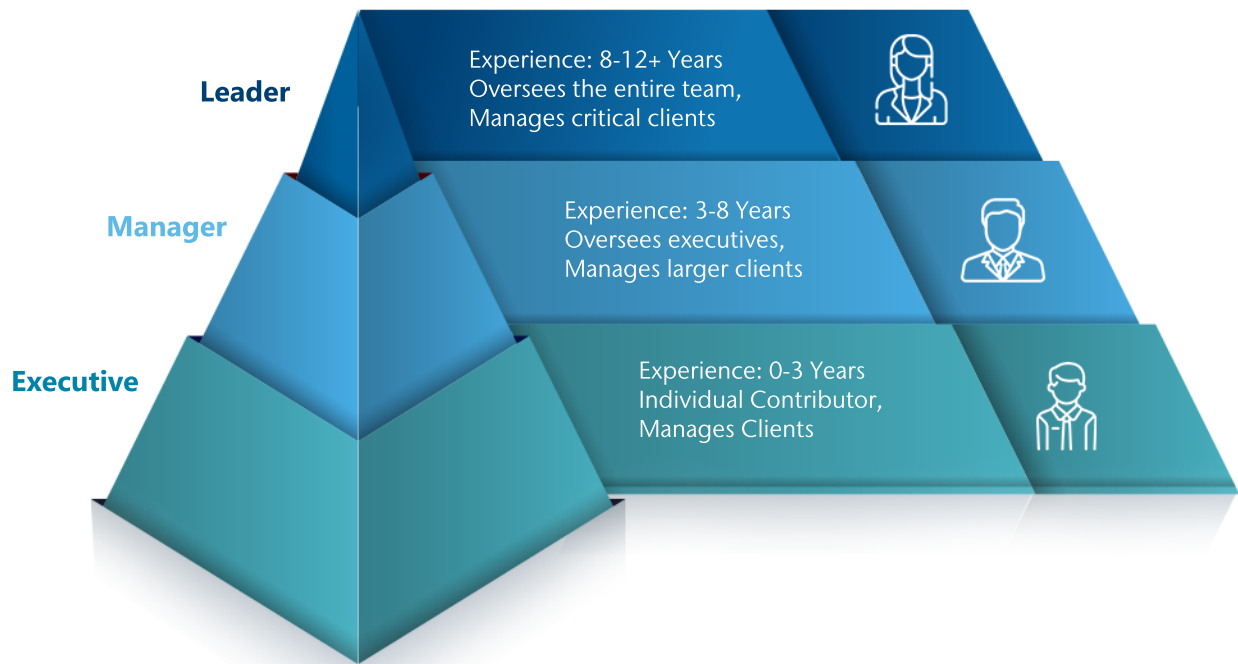 Leader
Experience: 8-12+ Years
Oversees the entire team,
Manages critical clients
Manager
Experience: 3-8 Years
Oversees executives,
Manages larger clients
Executive
Experience: 0-3 Years
Individual Contributor,
Manages Clients